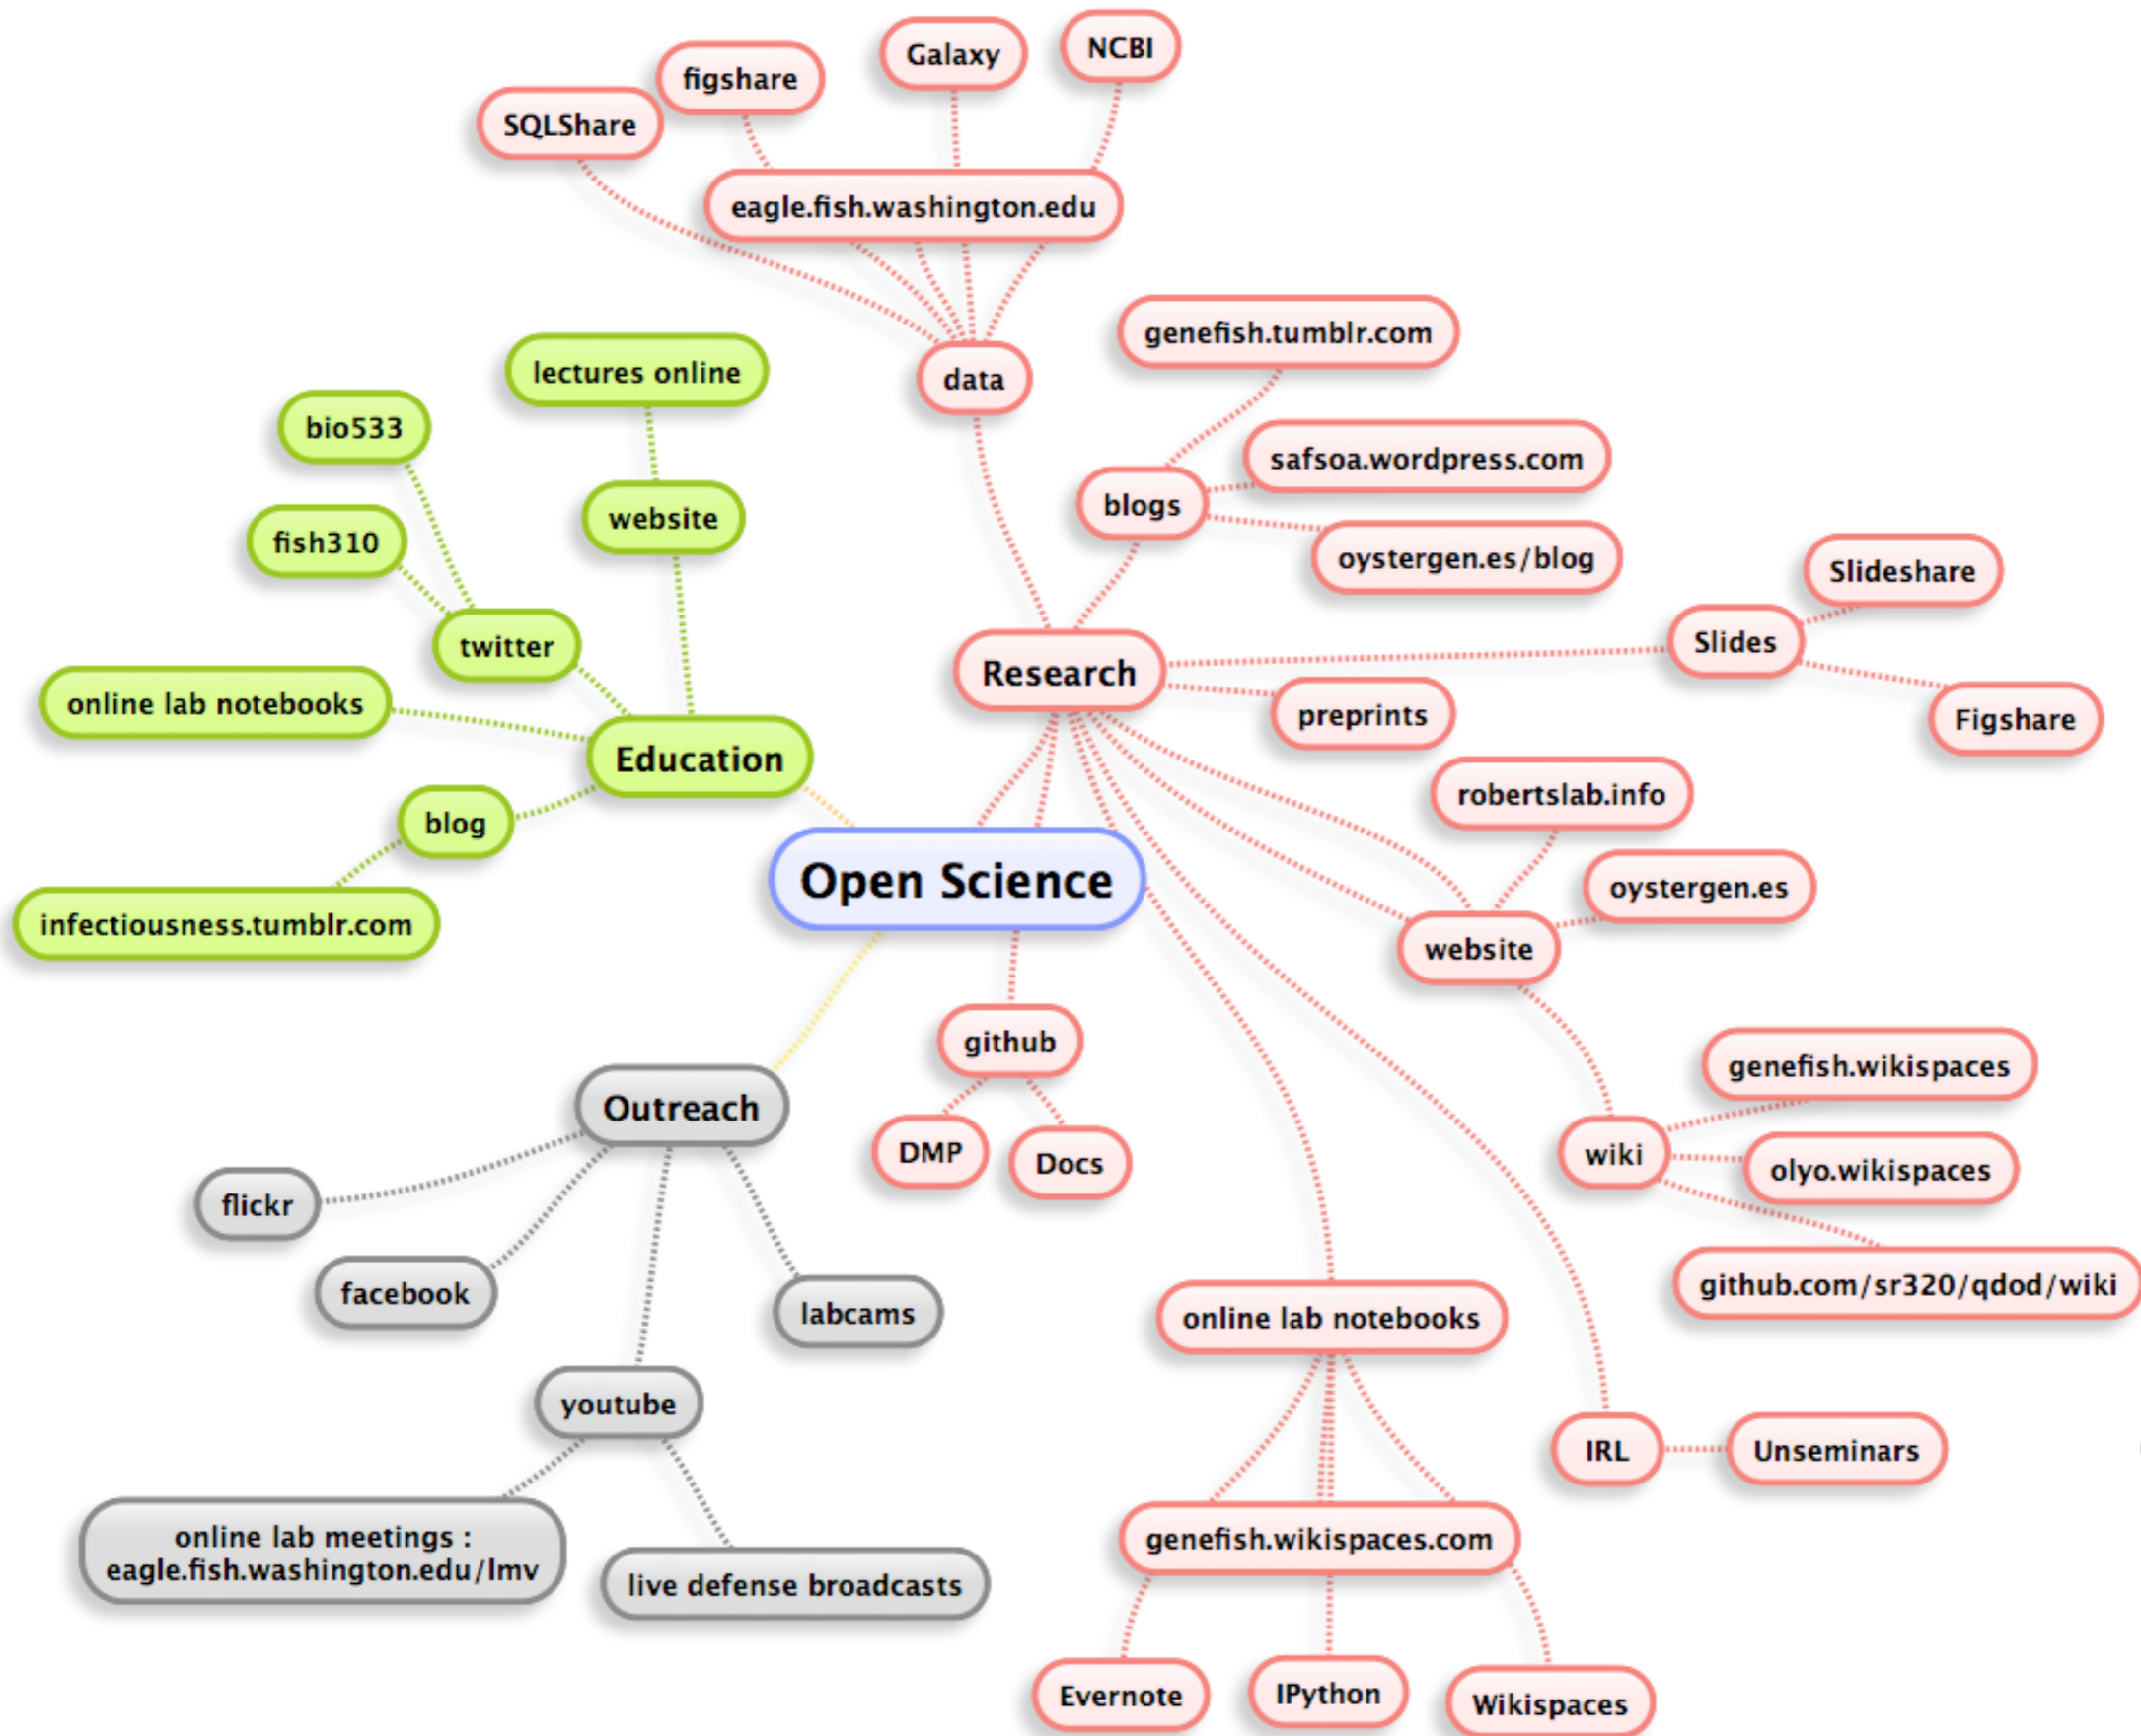 NCBI
Galaxy
figshare
SQLShare
eagle.fish.washington.edu
genefish.tumblr.com
lectures online
data
bio533
safsoa.wordpress.com
blogs
website
fish310
oystergen.es/blog
Slideshare
Slides
twitter
Research
online lab notebooks
preprints
Figshare
Education
robertslab.info
blog
Open Science
oystergen.es
infectiousness.tumblr.com
website
github
genefish.wikispaces
Outreach
DMP
Docs
wiki
olyo.wikispaces
flickr
github.com/sr320/qdod/wiki
facebook
labcams
online lab notebooks
youtube
IRL
Unseminars
online lab meetings :
eagle.fish.washington.edu/lmv
genefish.wikispaces.com
live defense broadcasts
Evernote
IPython
Wikispaces